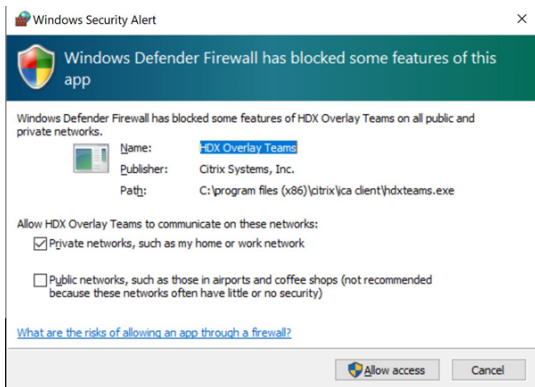 Windows Security Alert
Windows Defender Firewall has blocked some features of this
app
Windows Defender Firewall has blocked some features of HDX Overlay Teams on all public and
private networks.
Name: HDX Overlay Teams
Publisher: Citrix Systems, Inc.
Path: C:\program files (x86)\citrix\ica client\hdxteams.exe
Allow HDX Overlay Teams to communicate on these networks:
Private networks, such as my home or work network
Public networks, such as those in airports and coffee shops (not recommended
because these networks often have little or no security)
What are the risks of allowing an app through a firewall?
Allow access Cancel